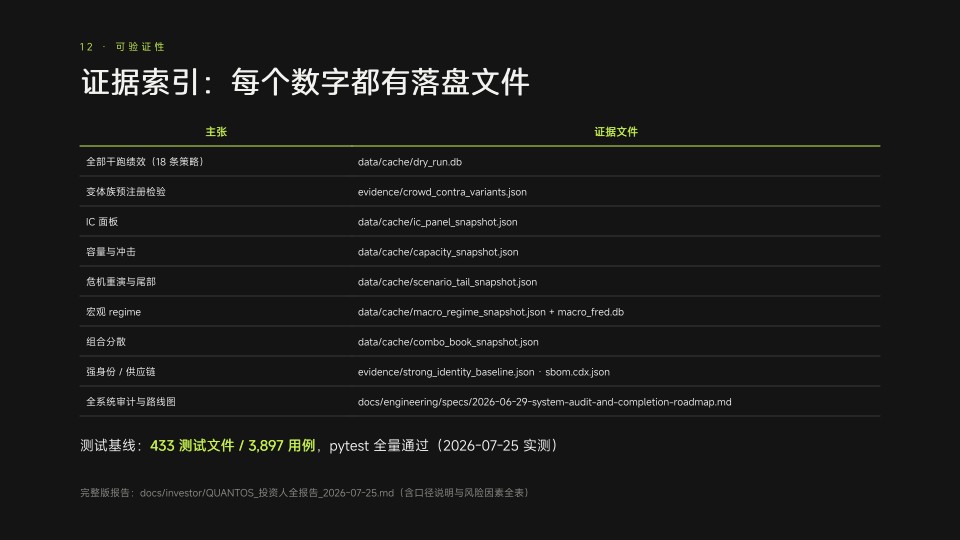 12 · 可验证性
证据索引：每个数字都有落盘文件
主张 证据文件
全部干跑绩效（18 条策略） data/cache/dry_run.db
变体族预注册检验 evidence/crowd_contra_variants.json
IC 面板 data/cache/ic_panel_snapshot.json
容量与冲击 data/cache/capacity_snapshot.json
危机重演与尾部 data/cache/scenario_tail_snapshot.json
宏观 regime data/cache/macro_regime_snapshot.json + macro_fred.db
组合分散 data/cache/combo_book_snapshot.json
强身份 / 供应链 evidence/strong_identity_baseline.json · sbom.cdx.json
全系统审计与路线图 docs/engineering/specs/2026-06-29-system-audit-and-completion-roadmap.md
测试基线：433 测试文件 / 3,897 用例，pytest 全量通过（2026-07-25 实测）
完整版报告：docs/investor/QUANTOS_投资人全报告_2026-07-25.md（含口径说明与风险因素全表）